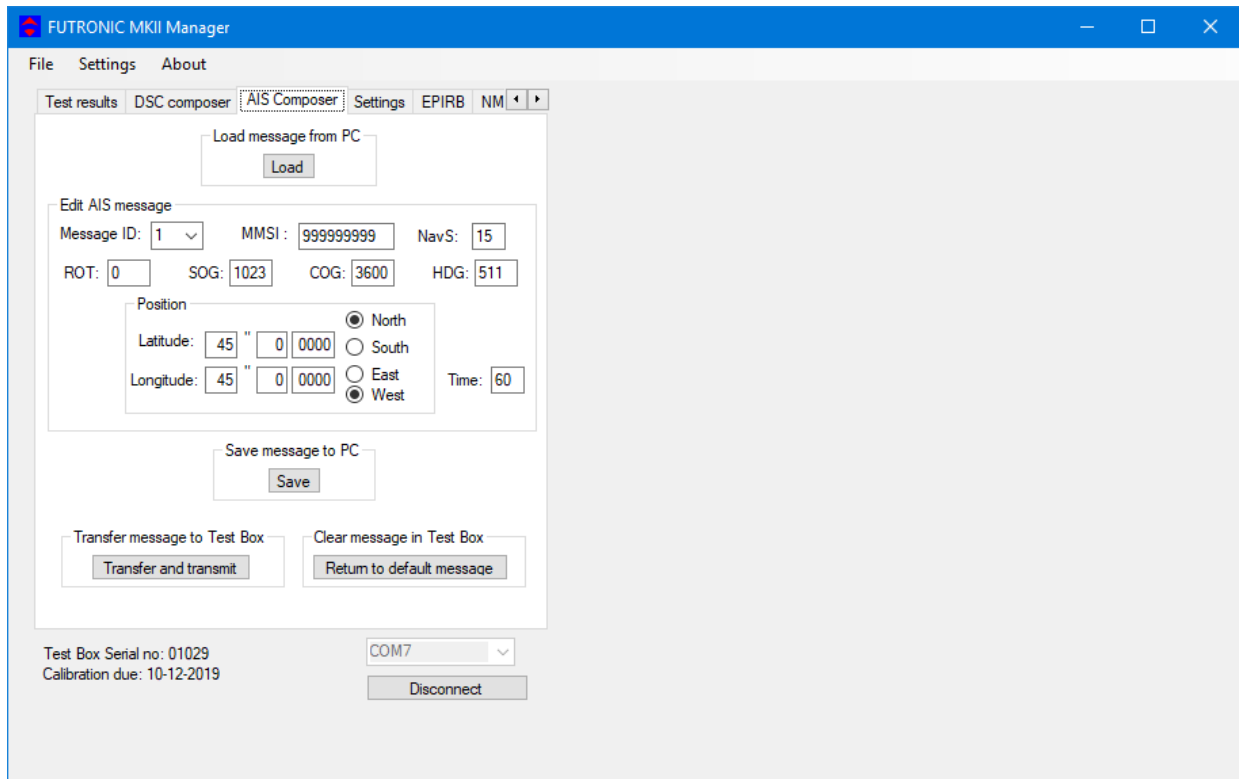 FUTRONIC MKII Manager
File Settings About
Test results DSC composer AIS Composer Settings EPIRB NM
Load message from PC
Load
Edit AIS message
Message ID: 1 MMSI : 999999999 NavS: 15
ROT: 0 SOG: 1023 COG: 3600 HDG: 511
Position
North
Latitude: 45 " 0 0000
South
East
Longitude: 45 " 0 0000 Time: 60
West
Save message to PC
Save
Transfer message to Test Box Clear message in Test Box
Transfer and transmit Return to default message
Test Box Serial no: 01029 COM7
Calibration due: 10-12-2019
Disconnect